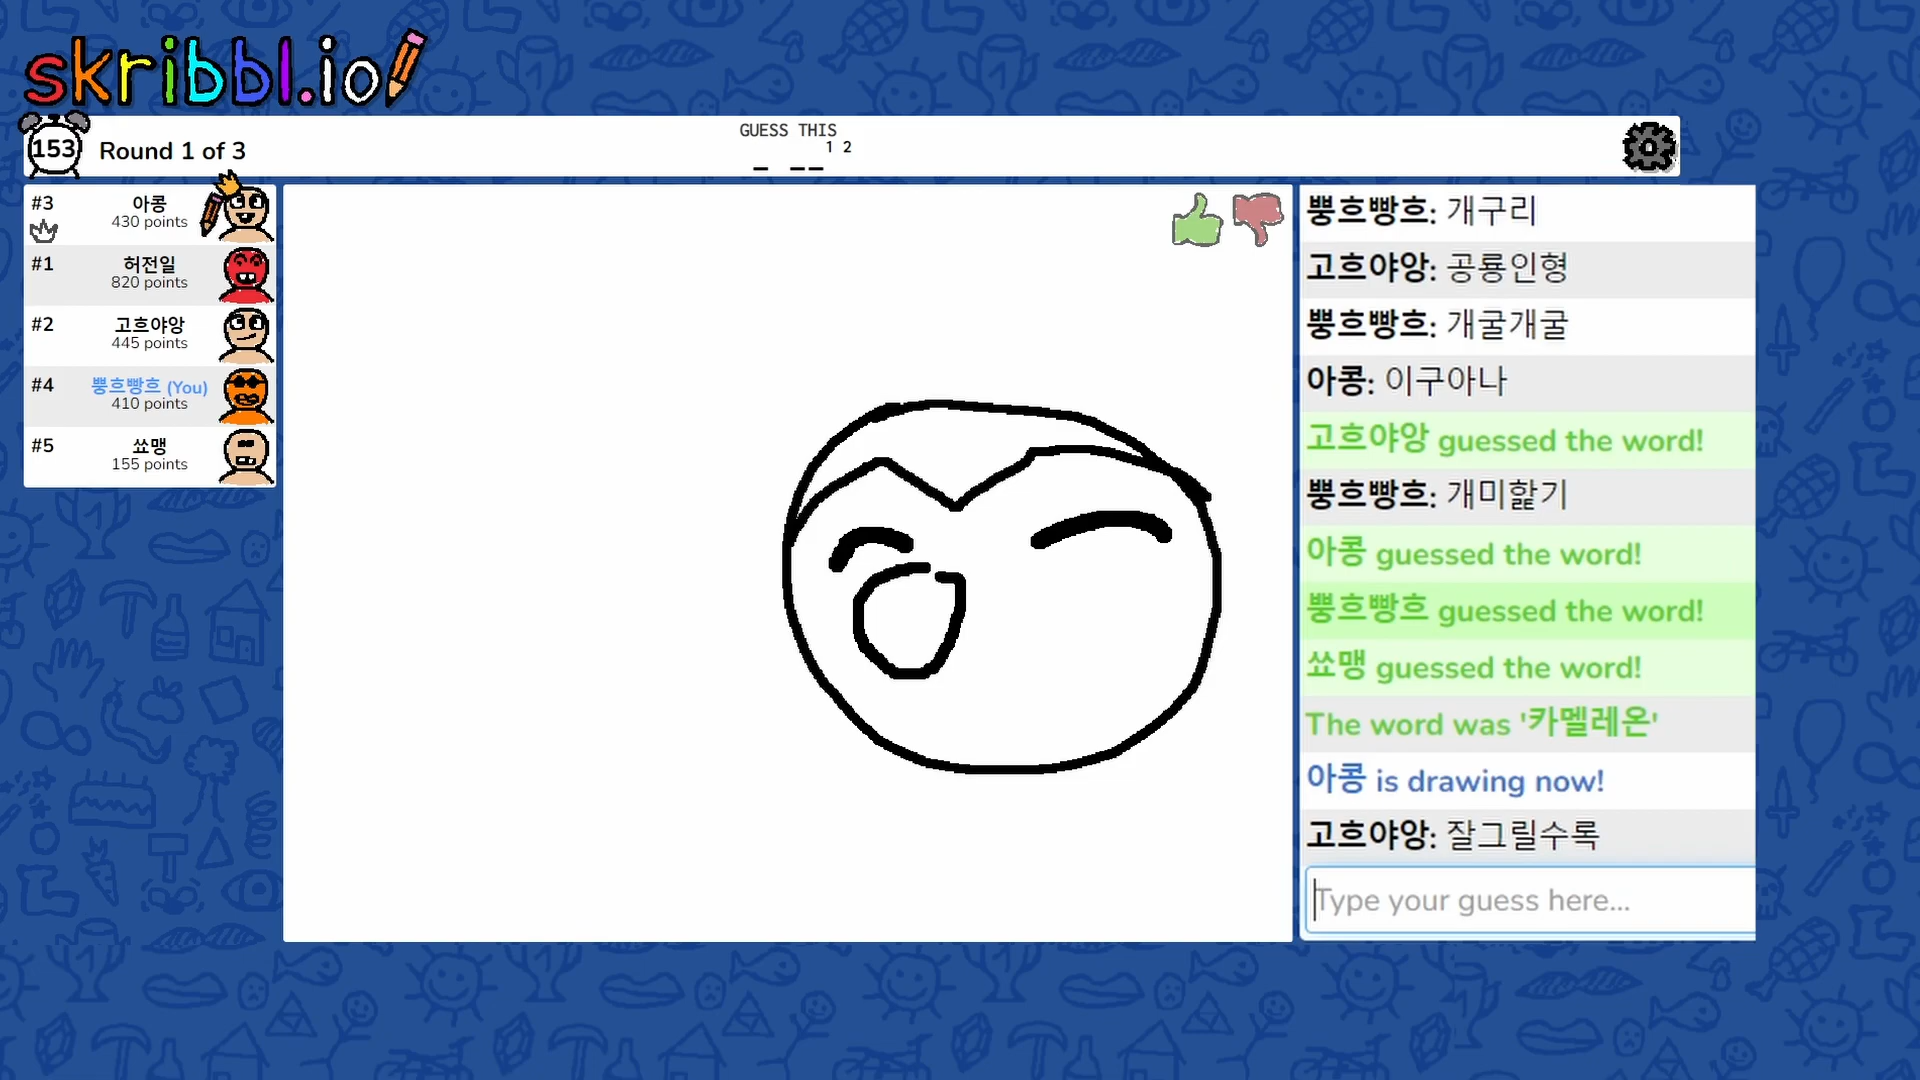 skribbl.io
153
Round 1 of 3
GUESS THIS
_ __ 1 2
#3 아콩
430 points
#1 허전일
820 points
#2 고흐야앙
445 points
#4 뿡흐빵흐 (You)
410 points
#5 쑈맹
155 points
뿡흐빵흐: 개구리
고흐야앙: 공룡인형
뿡흐빵흐: 개굴개굴
아콩: 이구아나
고흐야앙 guessed the word!
뿡흐빵흐: 개미핥기
아콩 guessed the word!
뿡흐빵흐 guessed the word!
쑈맹 guessed the word!
The word was '카멜레온'
아콩 is drawing now!
고흐야앙: 잘그릴수록
Type your guess here...